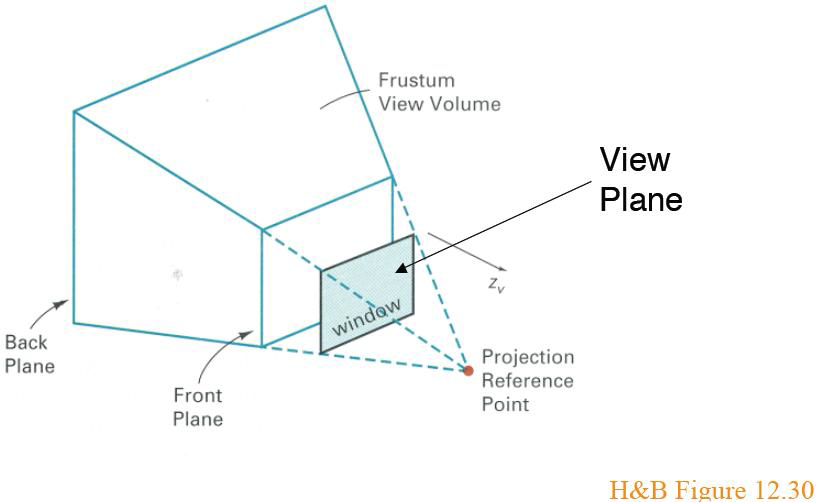 Frustum
View Volume
View
Plane
z_v
window
Back
Plane
Projection
Reference
Point
Front
Plane
H&B Figure 12.30